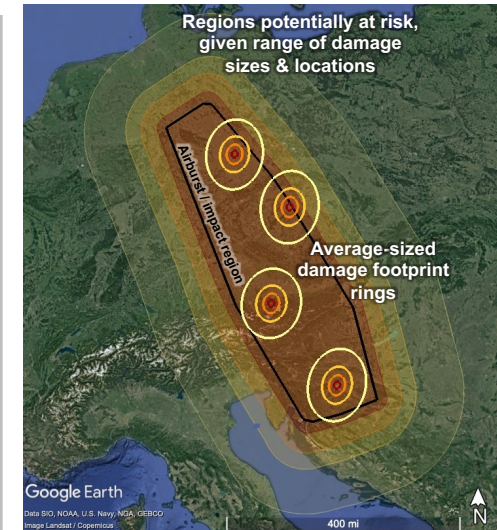 Regions potentially at risk,
given range of damage
sizes & locations
Airburst / impact region
Average-sized
damage footprint
rings
Google Earth
Data SIO, NOAA, U.S. Navy, NGA, GEBCO
Image Landsat / Copernicus
400 mi
N